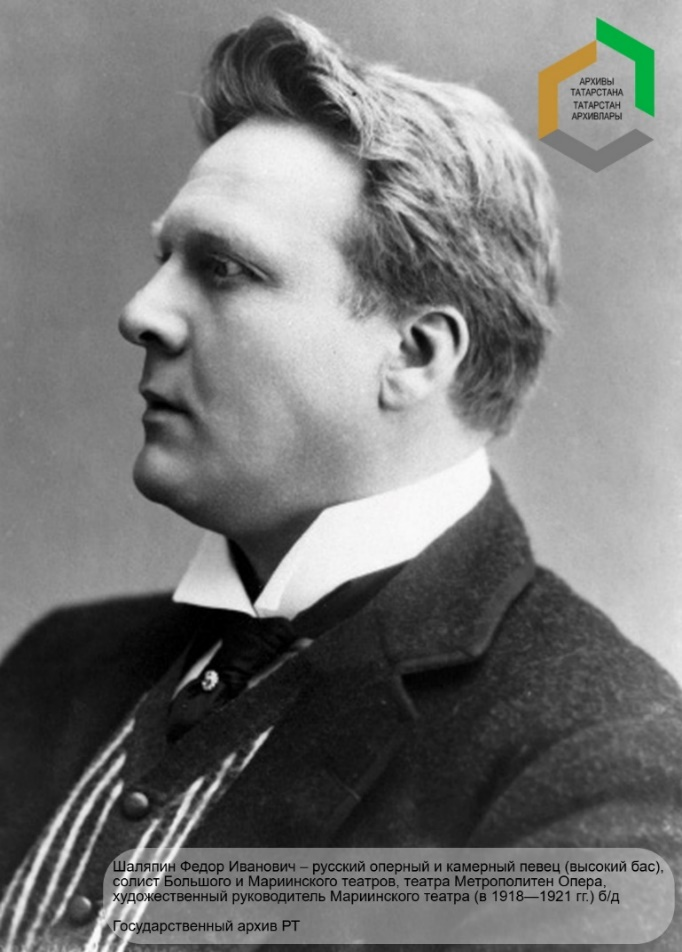 АРХИВЫ
ТАТАРСТАНА
ТАТАРСТАН
АРХИВЛАРЫ
Шаляпин Федор Иванович – русский оперный и камерный певец (высокий бас),
солист Большого и Мариинского театров, театра Метрополитен Опера,
художественный руководитель Мариинского театра (в 1918—1921 гг.) б/д
Государственный архив РТ